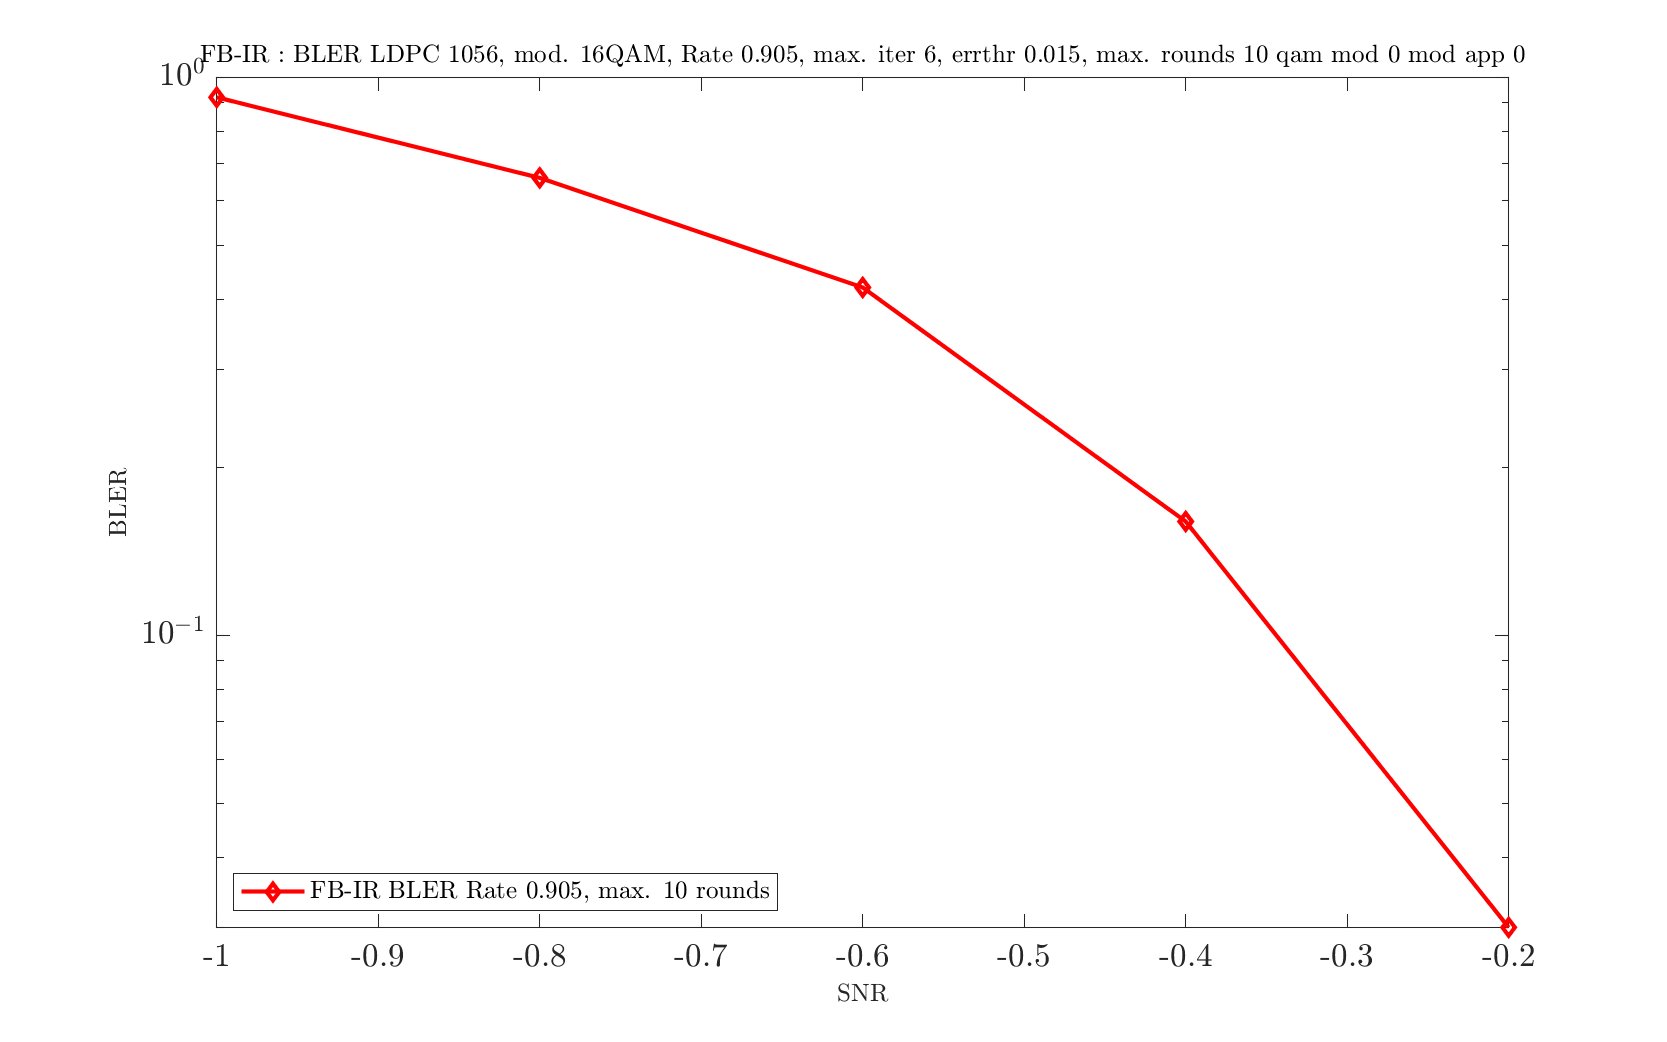 FB-IR : BLER LDPC 1056, mod. 16QAM, Rate 0.905, max. iter 6, errthr 0.015, max. rounds 10 qam mod 0 mod app 0
10⁰
BLER
10⁻¹
FB-IR BLER Rate 0.905, max. 10 rounds
-1 -0.9 -0.8 -0.7 -0.6 -0.5 -0.4 -0.3 -0.2
SNR